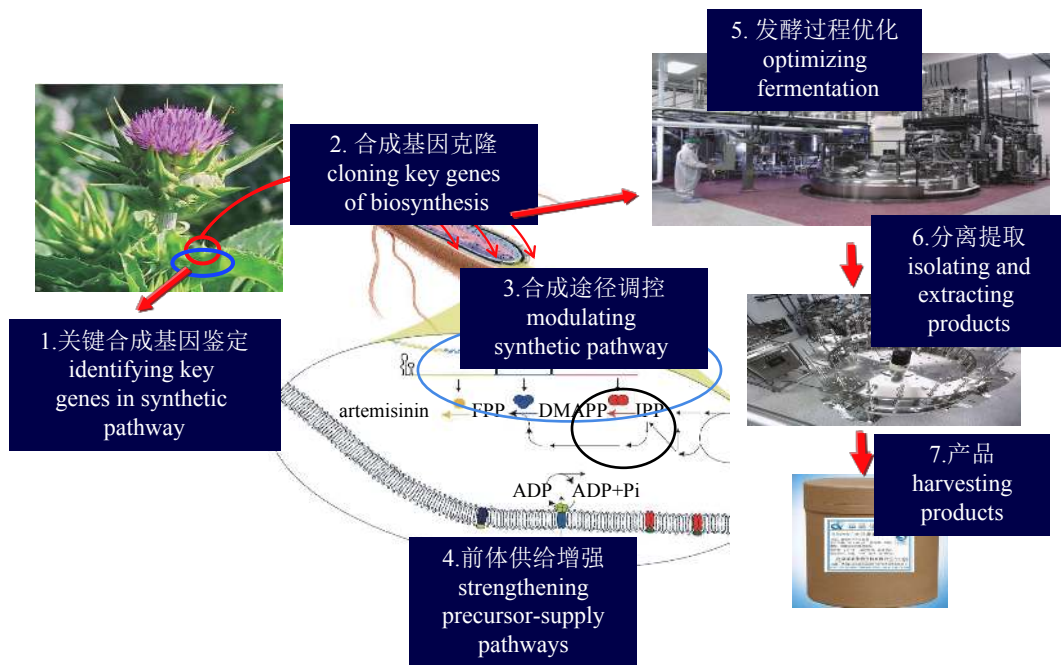 1.关键合成基因鉴定
identifying key
genes in synthetic
pathway
2. 合成基因克隆
cloning key genes
of biosynthesis
3.合成途径调控
modulating
synthetic pathway
artemisinin FPP DMAPP IPP
ADP ADP+Pi
4.前体供给增强
strengthening
precursor-supply
pathways
5. 发酵过程优化
optimizing
fermentation
6.分离提取
isolating and
extracting
products
7.产品
harvesting
products